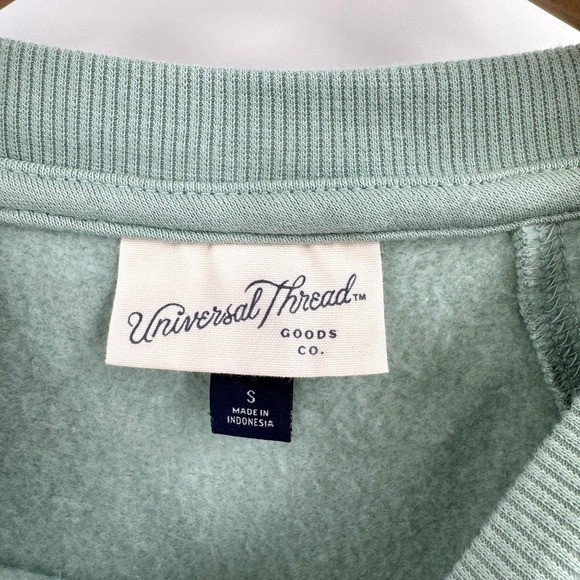 Universal Thread™
GOODS
CO.
S
MADE IN
INDONESIA